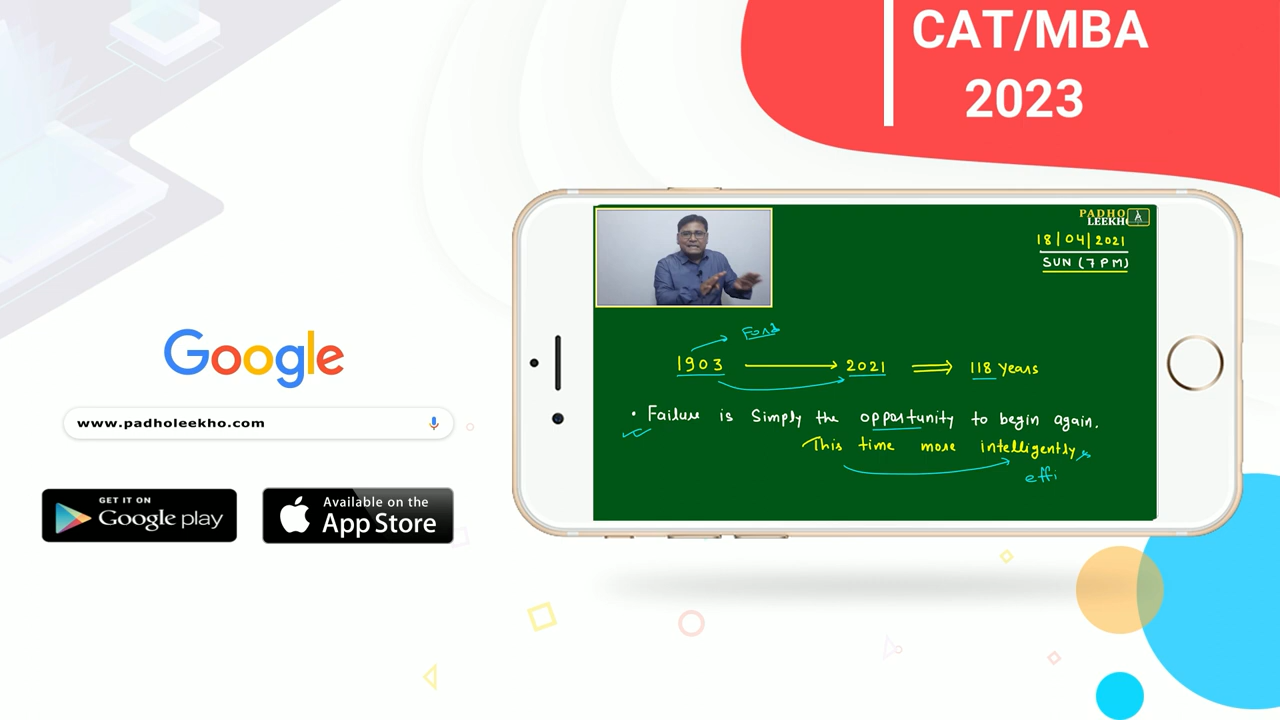 CAT/MBA
2023
PADHO
LEEKHO
18/04/2021
SUN (7 PM)
Ford
1903 2021 ⇒ 118 Years
• Failure is Simply the opportunity to begin again.
This time more intelligently
effi
Google
www.padholeekho.com
GET IT ON
Google play
Available on the
App Store